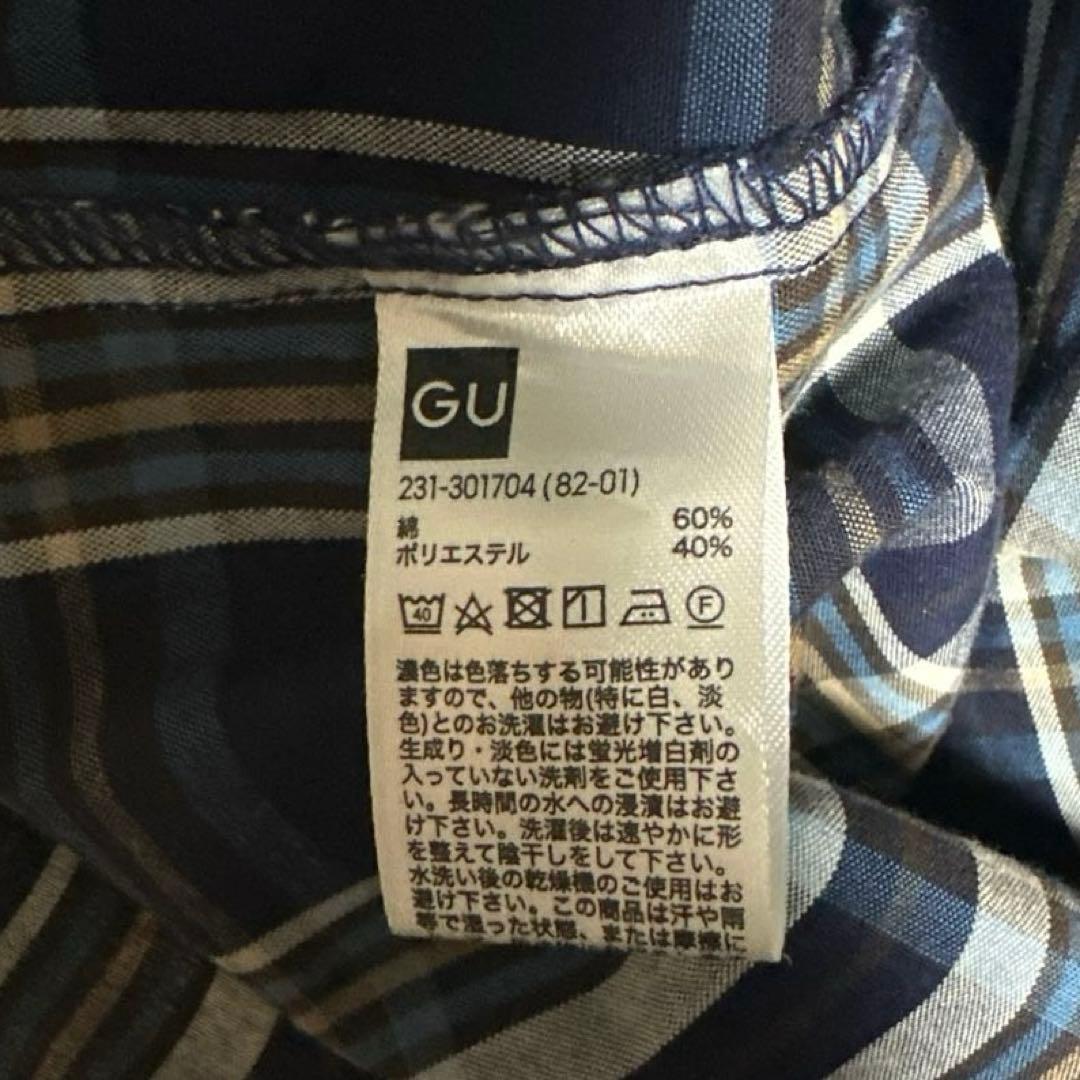 GU
231-301704 (82-01)
綿 60%
ポリエステル 40%
40 F
濃色は色落ちする可能性があり
ますので、他の物(特に白、淡
色)とのお洗濯はお避け下さい。
生成り・淡色には蛍光増白剤の
入っていない洗剤をご使用下さ
い。長時間の水への浸漬はお避
け下さい。洗濯後は速やかに形
を整えて陰干しをして下さい。
水洗い後の乾燥機のご使用はお
避け下さい。この商品は汗や雨
等で湿った状態、または摩擦に